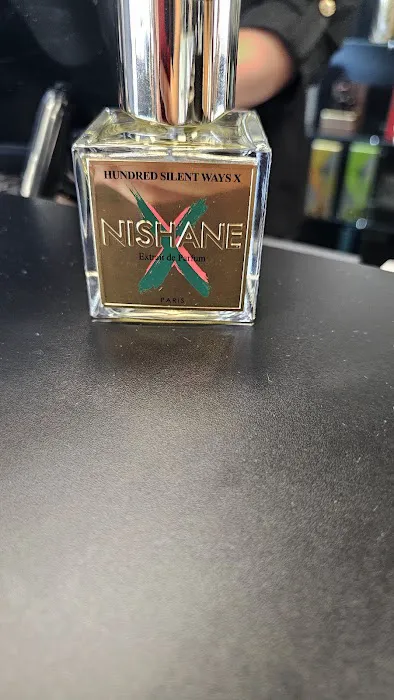 HUNDRED SILENT WAYS X
NISHANE
Extrait de Parfum
PARIS